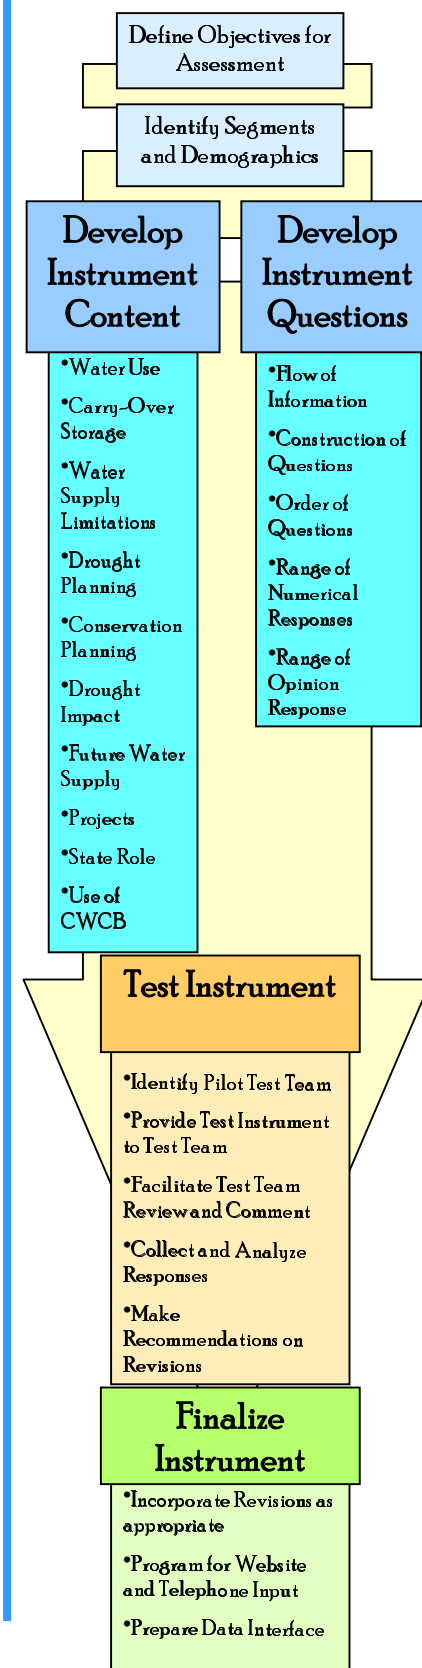 Define Objectives for
Assessment
Identify Segments
and Demographics
Develop
Instrument
Content
•Water Use
•Carry-Over
Storage
•Water
Supply
Limitations
•Drought
Planning
•Conservation
Planning
•Drought
Impact
•Future Water
Supply
•Projects
•State Role
•Use of
CWCB
Develop
Instrument
Questions
•Flow of
Information
•Construction of
Questions
•Order of
Questions
•Range of
Numerical
Responses
•Range of
Opinion
Response
Test Instrument
•Identify Pilot Test Team
•Provide Test Instrument
to Test Team
•Facilitate Test Team
Review and Comment
•Collect and Analyze
Responses
•Make
Recommendations on
Revisions
Finalize
Instrument
•Incorporate Revisions as
appropriate
•Program for Website
and Telephone Input
•Prepare Data Interface